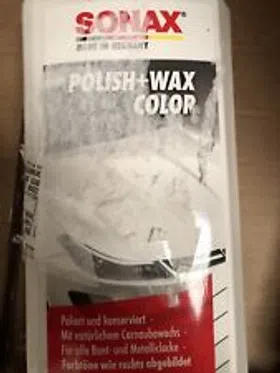 SONAX®
MADE IN GERMANY
POLISH+WAX
COLOR
Poliert und konserviert -
Mit natürlichem Carnaubawachs -
Für alle Bunt- und Metalliclacke -
Farbtöne wie rechts abgebildet